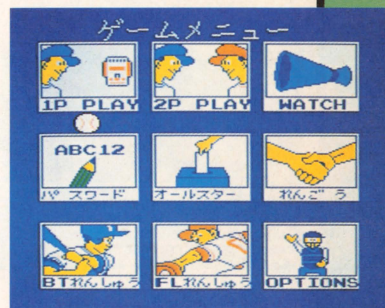 ゲームメニュー
1P PLAY
2P PLAY
WATCH
ABC12
パスワード
オールスター
れんごう
BTれんしゅう
FLれんしゅう
OPTIONS